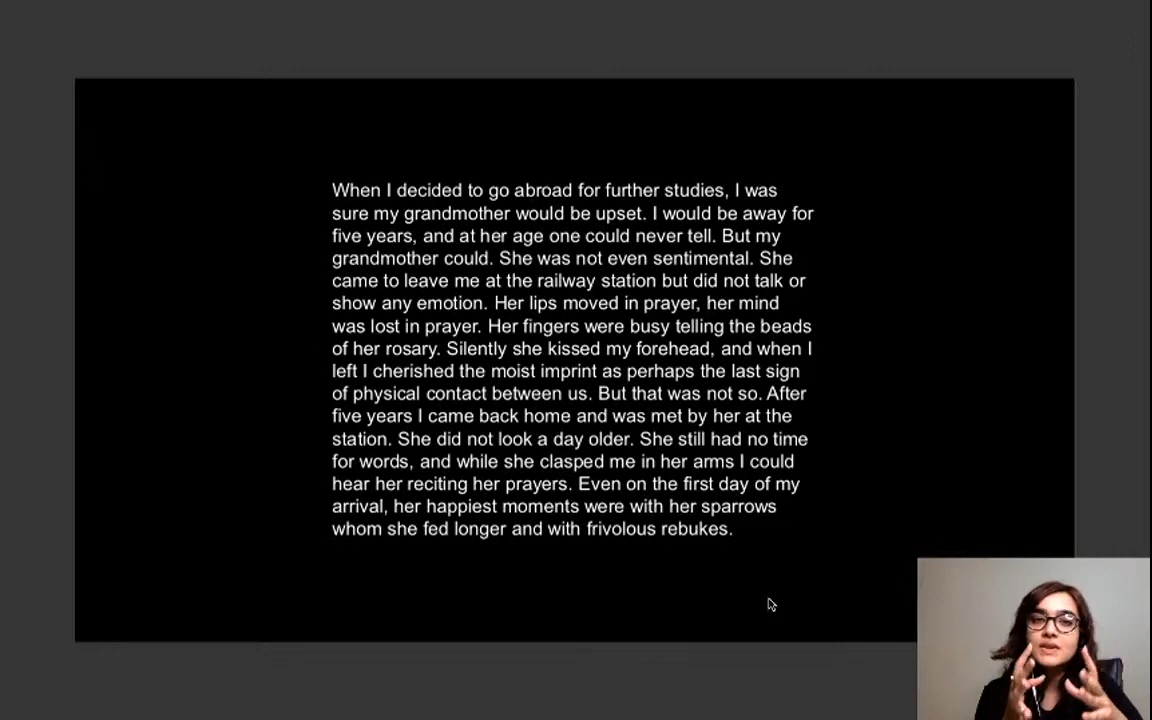 When I decided to go abroad for further studies, I was
sure my grandmother would be upset. I would be away for
five years, and at her age one could never tell. But my
grandmother could. She was not even sentimental. She
came to leave me at the railway station but did not talk or
show any emotion. Her lips moved in prayer, her mind
was lost in prayer. Her fingers were busy telling the beads
of her rosary. Silently she kissed my forehead, and when I
left I cherished the moist imprint as perhaps the last sign
of physical contact between us. But that was not so. After
five years I came back home and was met by her at the
station. She did not look a day older. She still had no time
for words, and while she clasped me in her arms I could
hear her reciting her prayers. Even on the first day of my
arrival, her happiest moments were with her sparrows
whom she fed longer and with frivolous rebukes.